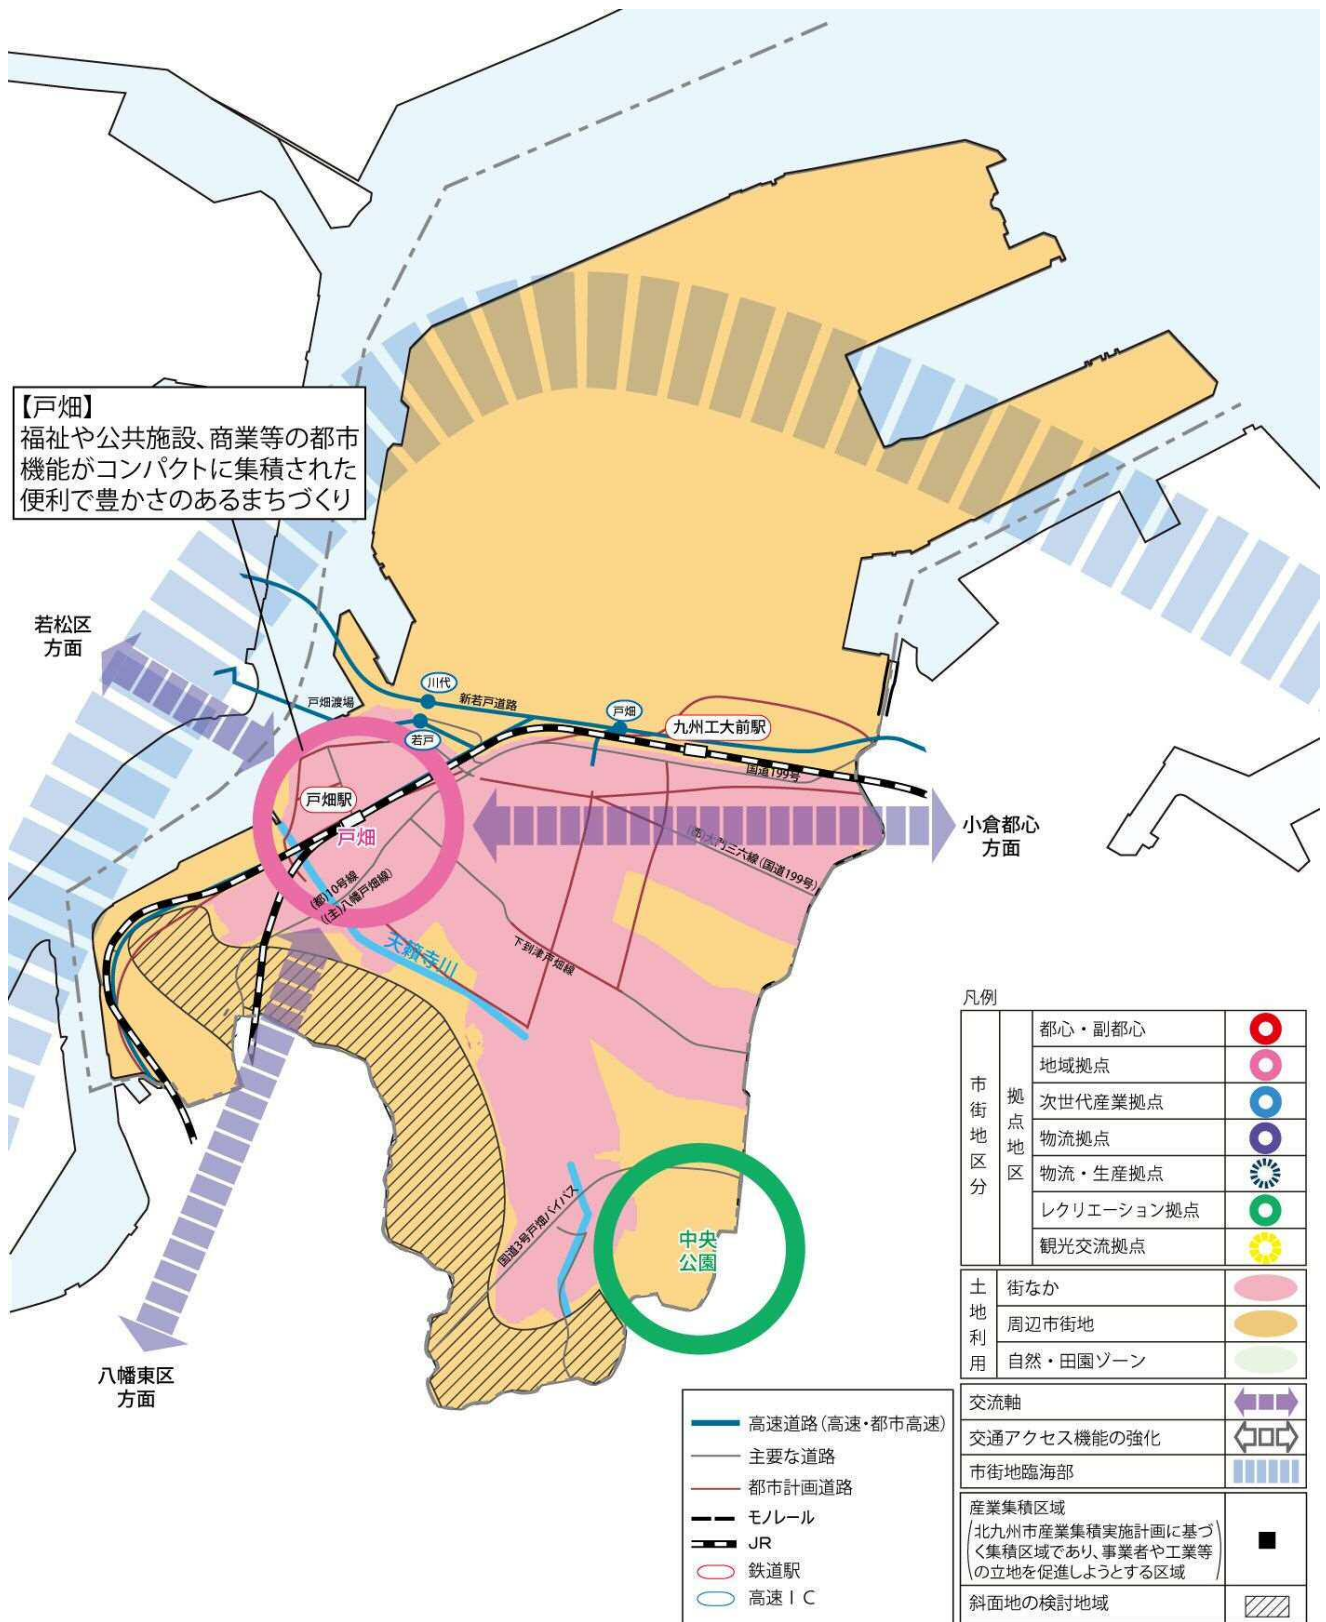 【戸畑】
福祉や公共施設、商業等の都市
機能がコンパクトに集積された
便利で豊かさのあるまちづくり
若松区
方面
戸畑渡場
川代
新若戸道路
若戸
戸畑
九州工大前駅
国道199号
戸畑駅
戸畑
小倉都心
方面
(都)大門三六線(国道199号)
(都)10号線
((主)八幡戸畑線)
天籟寺川
下到津戸畑線
国道3号戸畑バイパス
中央
公園
八幡東区
方面
凡例
市街地区分
拠点地区
都心・副都心
地域拠点
次世代産業拠点
物流拠点
物流・生産拠点
レクリエーション拠点
観光交流拠点
土地利用
街なか
周辺市街地
自然・田園ゾーン
交流軸
交通アクセス機能の強化
市街地臨海部
産業集積区域
(北九州市産業集積実施計画に基づ
く集積区域であり、事業者や工業等
の立地を促進しようとする区域)
斜面地の検討地域
高速道路(高速・都市高速)
主要な道路
都市計画道路
モノレール
JR
鉄道駅
高速IC